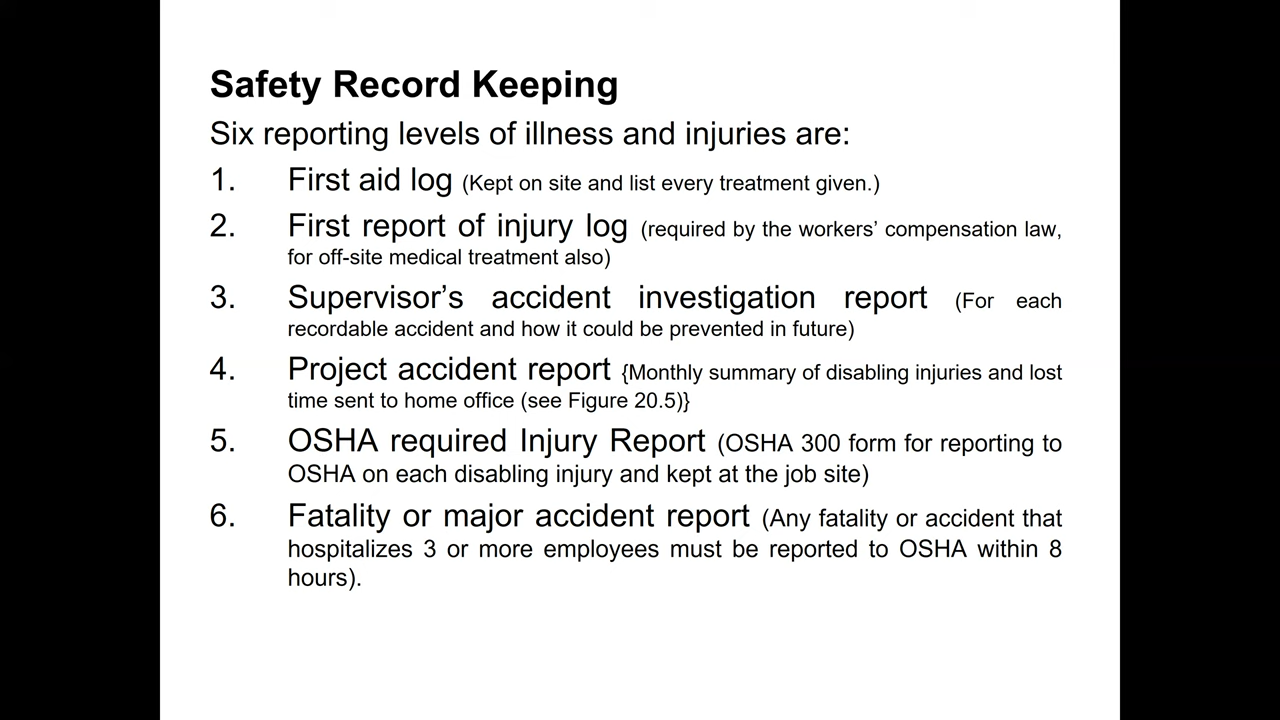 Safety Record Keeping
Six reporting levels of illness and injuries are:
1. First aid log (Kept on site and list every treatment given.)
2. First report of injury log (required by the workers’ compensation law,
for off-site medical treatment also)
3. Supervisor’s accident investigation report (For each
recordable accident and how it could be prevented in future)
4. Project accident report {Monthly summary of disabling injuries and lost
time sent to home office (see Figure 20.5)}
5. OSHA required Injury Report (OSHA 300 form for reporting to
OSHA on each disabling injury and kept at the job site)
6. Fatality or major accident report (Any fatality or accident that
hospitalizes 3 or more employees must be reported to OSHA within 8
hours).